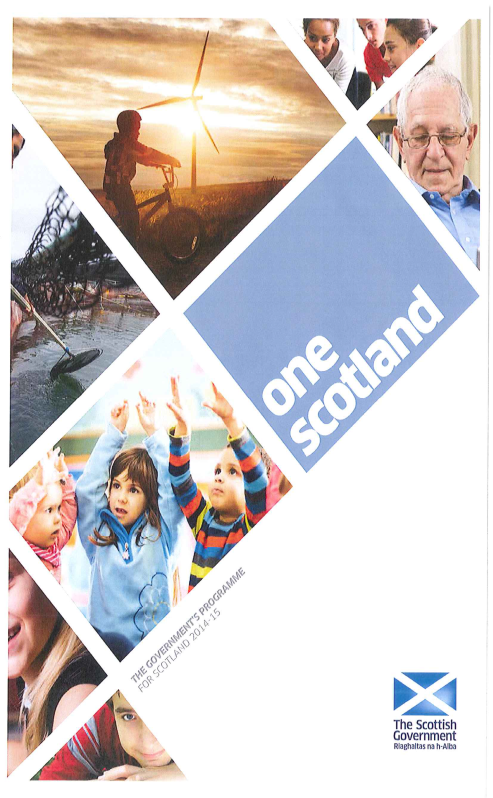 one
scotland
THE GOVERNMENT'S PROGRAMME
FOR SCOTLAND 2014-15
The Scottish
Government
Riaghaltas na h-Alba